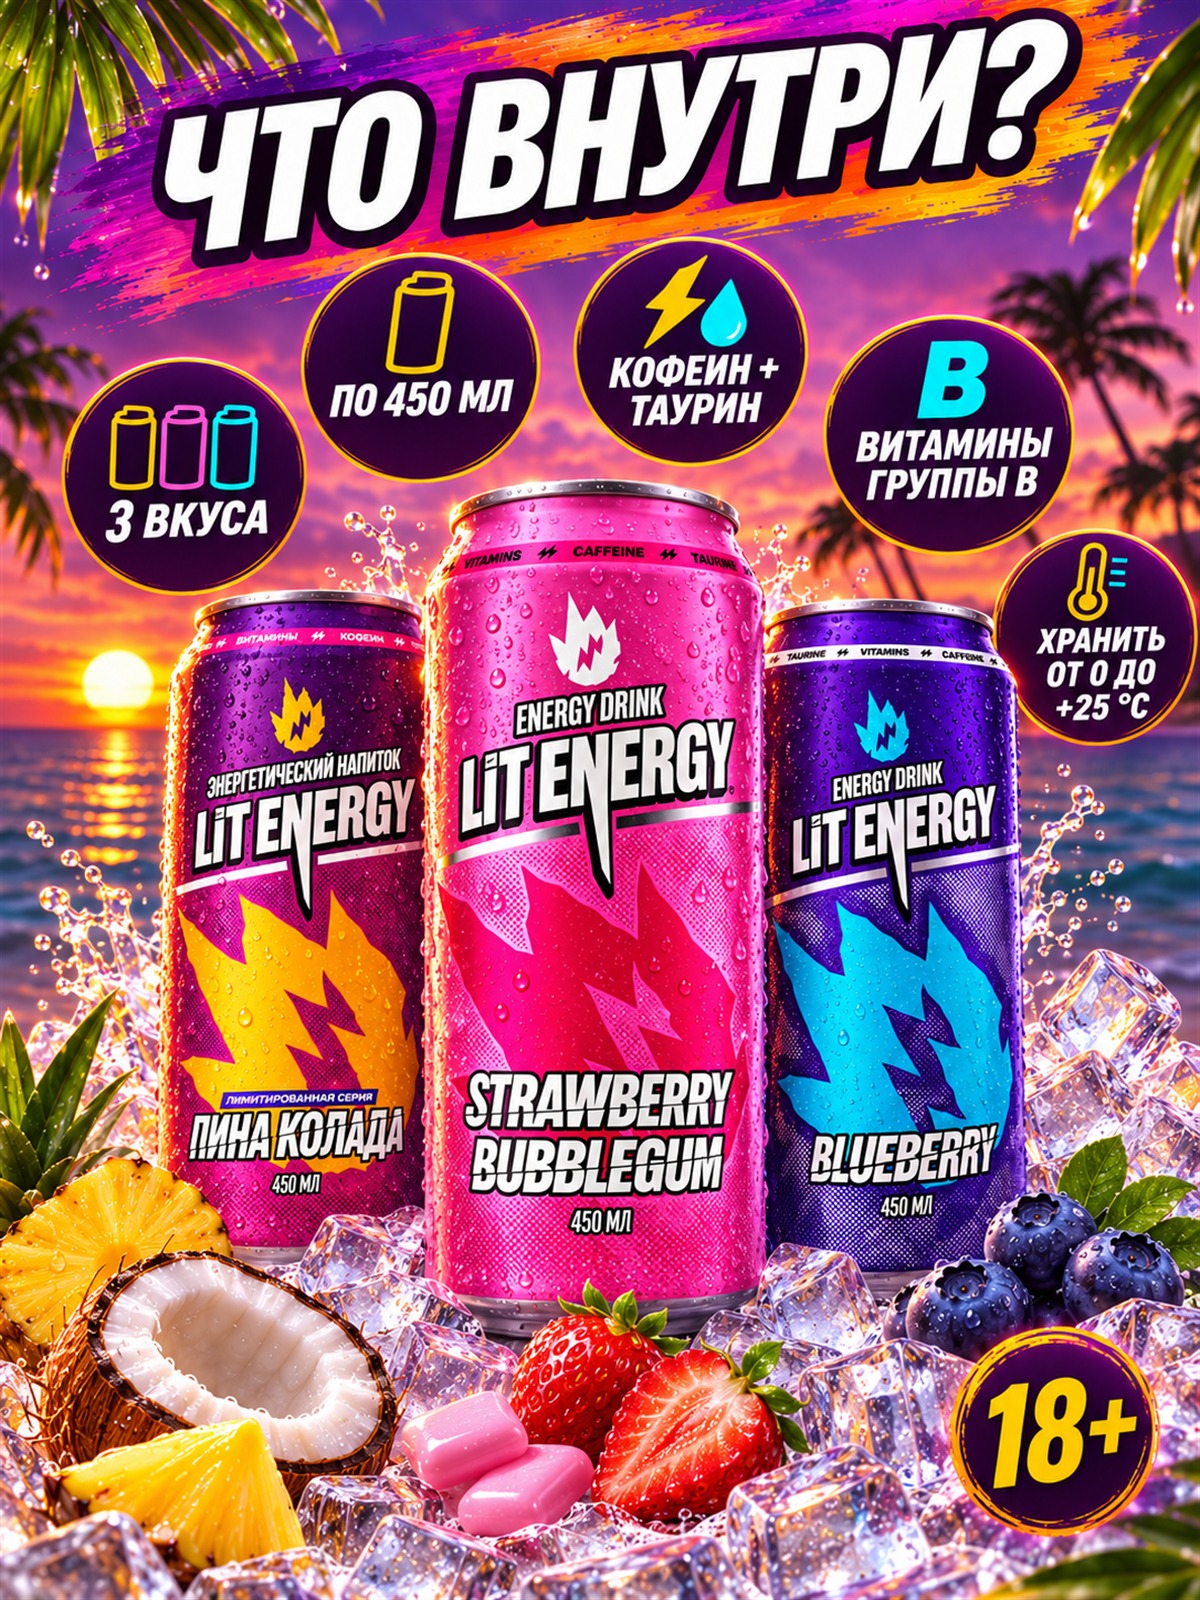 ЧТО ВНУТРИ?
ПО 450 МЛ
КОФЕИН +
ТАУРИН
B
ВИТАМИНЫ
ГРУППЫ B
3 ВКУСА
ХРАНИТЬ
ОТ 0 ДО
+25 °C
ВИТАМИНЫ КОФЕИН
ЭНЕРГЕТИЧЕСКИЙ НАПИТОК
LIT ENERGY
ЛИМИТИРОВАННАЯ СЕРИЯ
ПИНА КОЛАДА
450 МЛ
VITAMINS CAFFEINE TAURINE
ENERGY DRINK
LIT ENERGY
STRAWBERRY
BUBBLEGUM
450 МЛ
TAURINE VITAMINS CAFFEINE
ENERGY DRINK
LIT ENERGY
BLUEBERRY
450 МЛ
18+